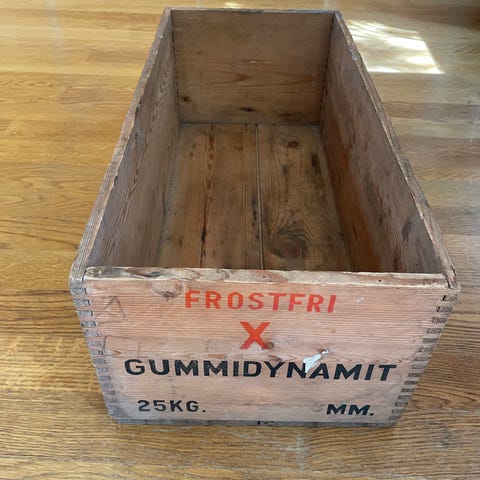 FROSTFRI
X
GUMMIDYNAMIT
25KG. MM.